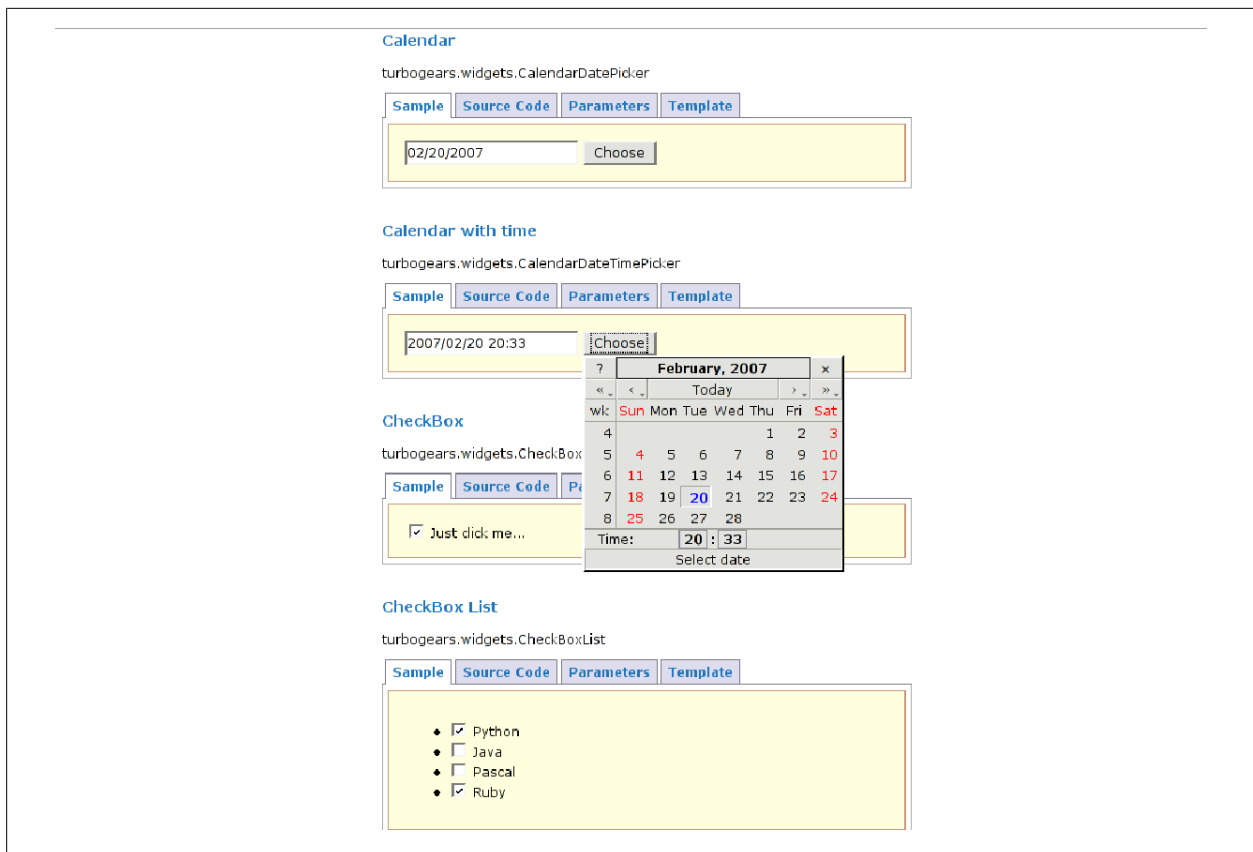 Calendar
turbogears.widgets.CalendarDatePicker
Sample Source Code Parameters Template
02/20/2007 Choose
Calendar with time
turbogears.widgets.CalendarDateTimePicker
Sample Source Code Parameters Template
2007/02/20 20:33 Choose
? February, 2007 ×
« ‹ Today › »
wk Sun Mon Tue Wed Thu Fri Sat
4 1 2 3
5 4 5 6 7 8 9 10
6 11 12 13 14 15 16 17
7 18 19 20 21 22 23 24
8 25 26 27 28
Time: 20 : 33
Select date
CheckBox
turbogears.widgets.CheckBox
Sample Source Code
Just click me...
CheckBox List
turbogears.widgets.CheckBoxList
Sample Source Code Parameters Template
Python
Java
Pascal
Ruby